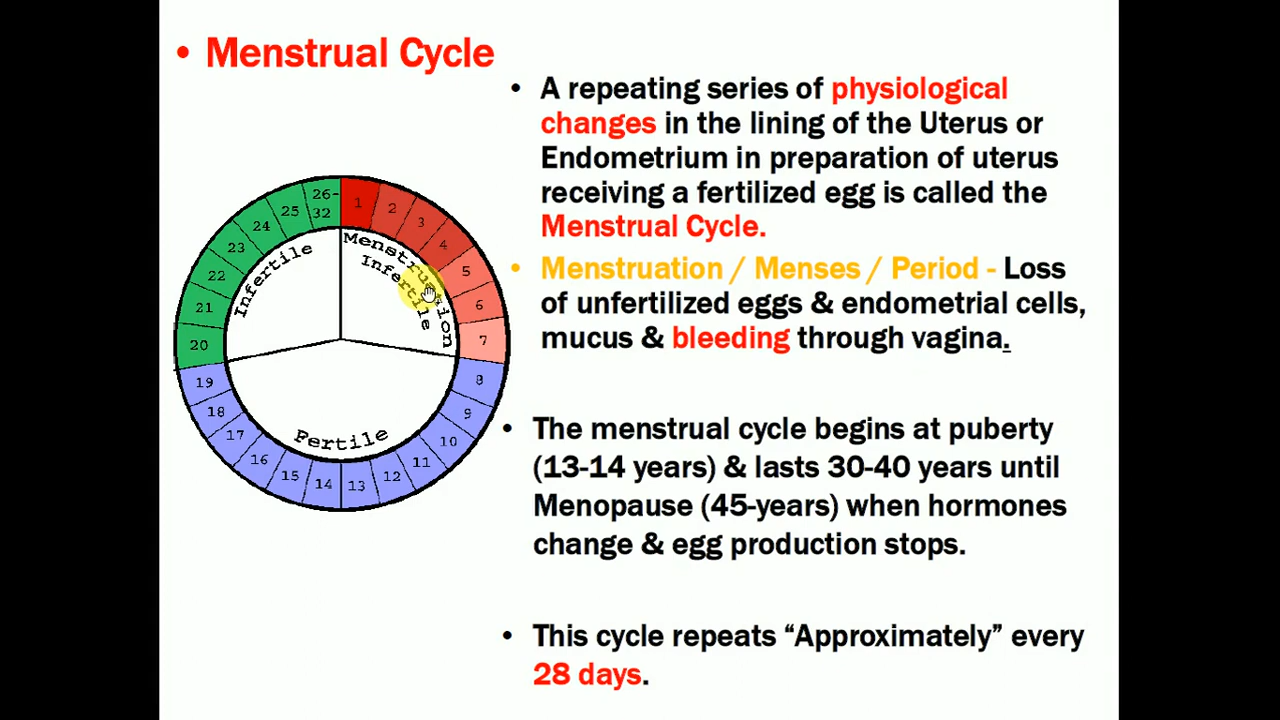 • Menstrual Cycle
• A repeating series of physiological
changes in the lining of the Uterus or
Endometrium in preparation of uterus
receiving a fertilized egg is called the
Menstrual Cycle.
• Menstruation / Menses / Period - Loss
of unfertilized eggs & endometrial cells,
mucus & bleeding through vagina.
• The menstrual cycle begins at puberty
(13-14 years) & lasts 30-40 years until
Menopause (45-years) when hormones
change & egg production stops.
• This cycle repeats “Approximately” every
28 days.
1
2
3
4
5
6
7
8
9
10
11
12
13
14
15
16
17
18
19
20
21
22
23
24
25
26-
32
Menstruation
Infertile
Fertile
Infertile